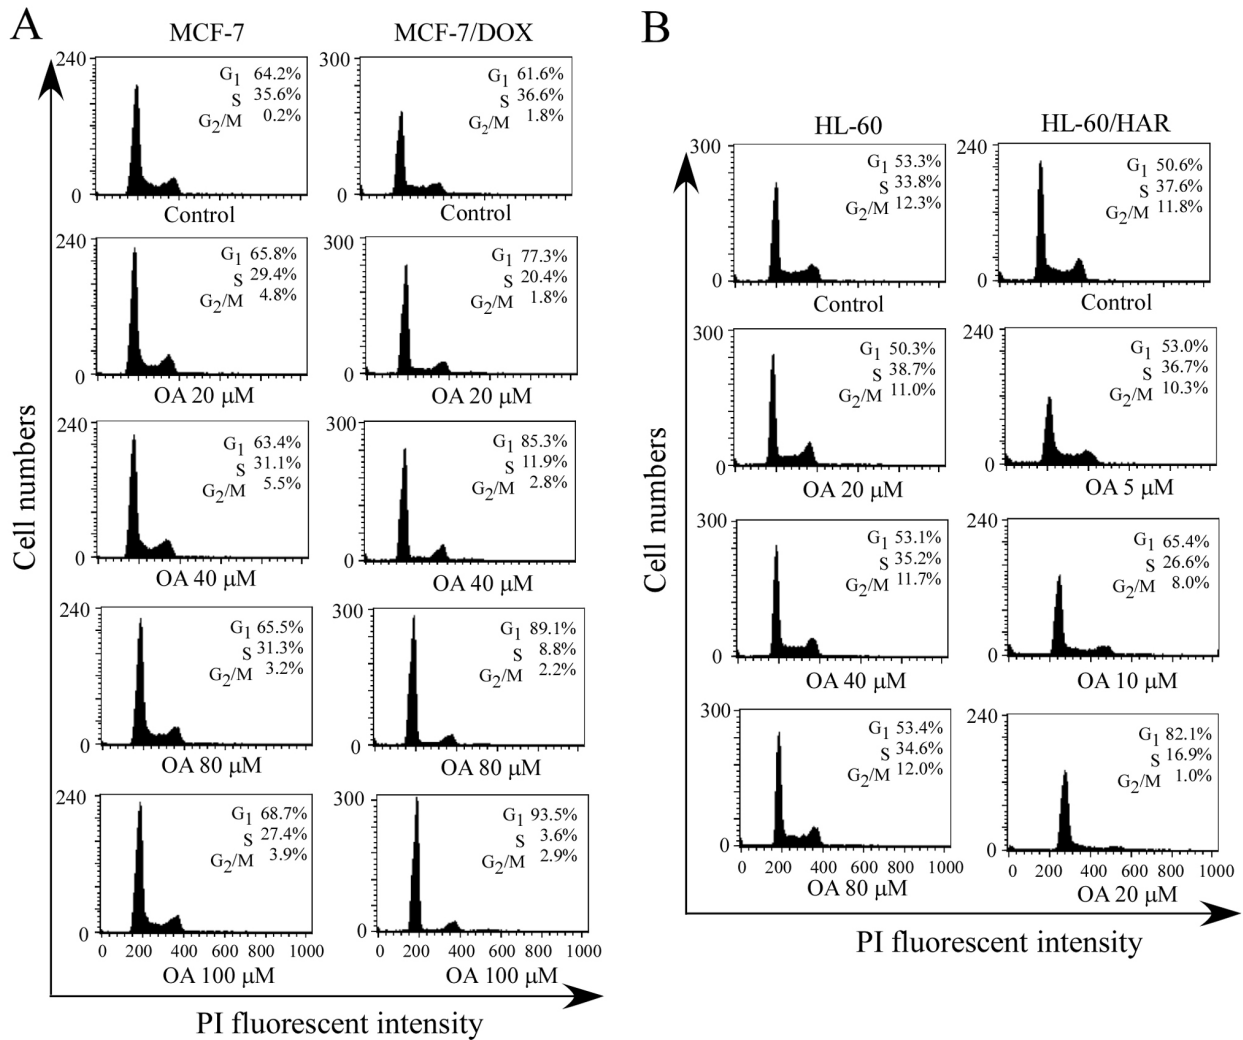 A
MCF-7
MCF-7/DOX
240
G1 64.2%
S 35.6%
G2/M 0.2%
0
Control
300
G1 61.6%
S 36.6%
G2/M 1.8%
0
Control
240
G1 65.8%
S 29.4%
G2/M 4.8%
0
OA 20 μM
300
G1 77.3%
S 20.4%
G2/M 1.8%
0
OA 20 μM
240
G1 63.4%
S 31.1%
G2/M 5.5%
0
OA 40 μM
300
G1 85.3%
S 11.9%
G2/M 2.8%
0
OA 40 μM
240
G1 65.5%
S 31.3%
G2/M 3.2%
0
OA 80 μM
300
G1 89.1%
S 8.8%
G2/M 2.2%
0
OA 80 μM
240
G1 68.7%
S 27.4%
G2/M 3.9%
0
0 200 400 600 800 1000
OA 100 μM
300
G1 93.5%
S 3.6%
G2/M 2.9%
0
0 200 400 600 800 1000
OA 100 μM
Cell numbers
PI fluorescent intensity
B
HL-60
HL-60/HAR
300
G1 53.3%
S 33.8%
G2/M 12.3%
0
Control
240
G1 50.6%
S 37.6%
G2/M 11.8%
0
Control
300
G1 50.3%
S 38.7%
G2/M 11.0%
0
OA 20 μM
240
G1 53.0%
S 36.7%
G2/M 10.3%
0
OA 5 μM
300
G1 53.1%
S 35.2%
G2/M 11.7%
0
OA 40 μM
240
G1 65.4%
S 26.6%
G2/M 8.0%
0
OA 10 μM
300
G1 53.4%
S 34.6%
G2/M 12.0%
0
0 200 400 600 800 1000
OA 80 μM
240
G1 82.1%
S 16.9%
G2/M 1.0%
0
0 200 400 600 800 1000
OA 20 μM
Cell numbers
PI fluorescent intensity